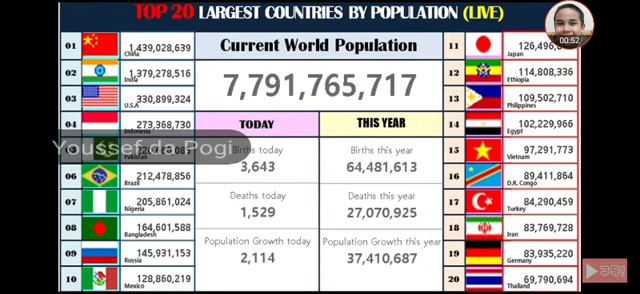 TOP 20 LARGEST COUNTRIES BY POPULATION (LIVE)
00:52
01 1,439,028,639
China
02 1,379,278,516
India
03 330,899,324
U.S.A
04 273,368,730
Indonesia
Youssef da Pogi
Pakistan
06 212,478,856
Brazil
07 205,861,024
Nigeria
08 164,601,588
Bangladesh
09 145,931,153
Russia
10 128,860,219
Mexico
Current World Population
7,791,765,717
TODAY
Births today
3,643
Deaths today
1,529
Population Growth today
2,114
THIS YEAR
Births this year
64,481,613
Deaths this year
27,070,925
Population Growth this year
37,410,687
11 126,496,
Japan
12 114,808,336
Ethiopia
13 109,502,710
Philippines
14 102,229,966
Egypt
15 97,291,773
Vietnam
16 89,411,864
D.R. Congo
17 84,290,459
Turkey
18 83,769,728
Iran
19 83,935,220
Germany
20 69,790,694
Thailand